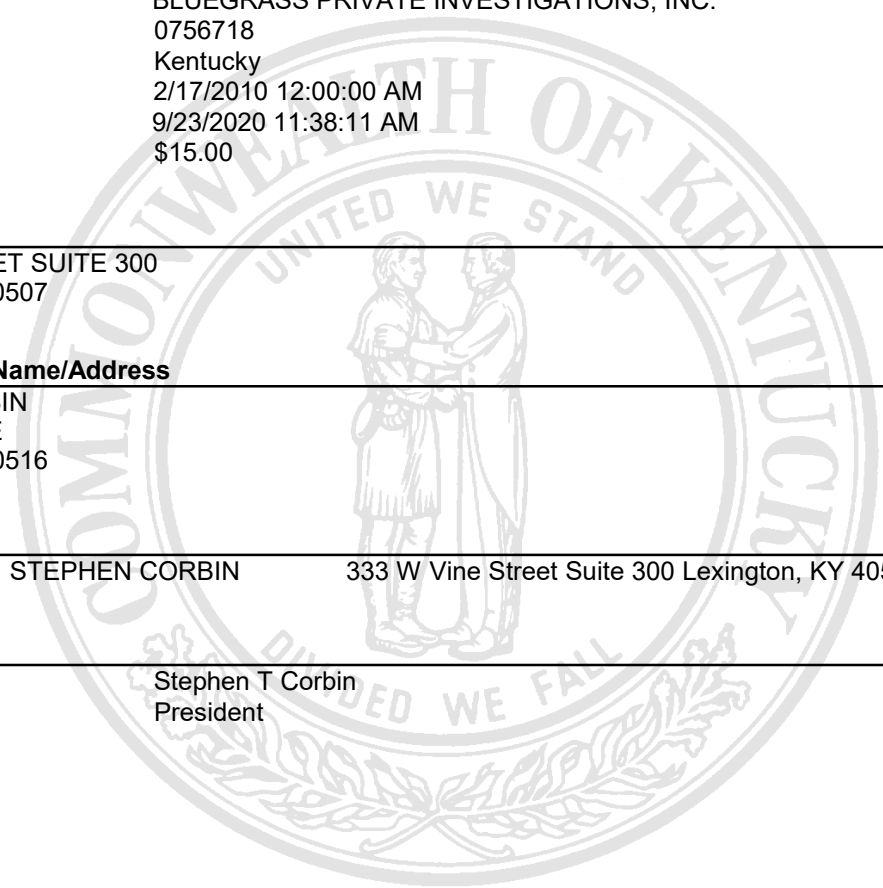 BLUEGRASS PRIVATE INVESTIGATIONS, INC.
0756718
Kentucky
2/17/2010 12:00:00 AM
9/23/2020 11:38:11 AM
$15.00
COMMONWEALTH OF KENTUCKY
UNITED WE STAND
ET SUITE 300
0507
Name/Address
IN
E
0516
STEPHEN CORBIN 333 W Vine Street Suite 300 Lexington, KY 405
Stephen T Corbin
President
DIVIDED WE FALL